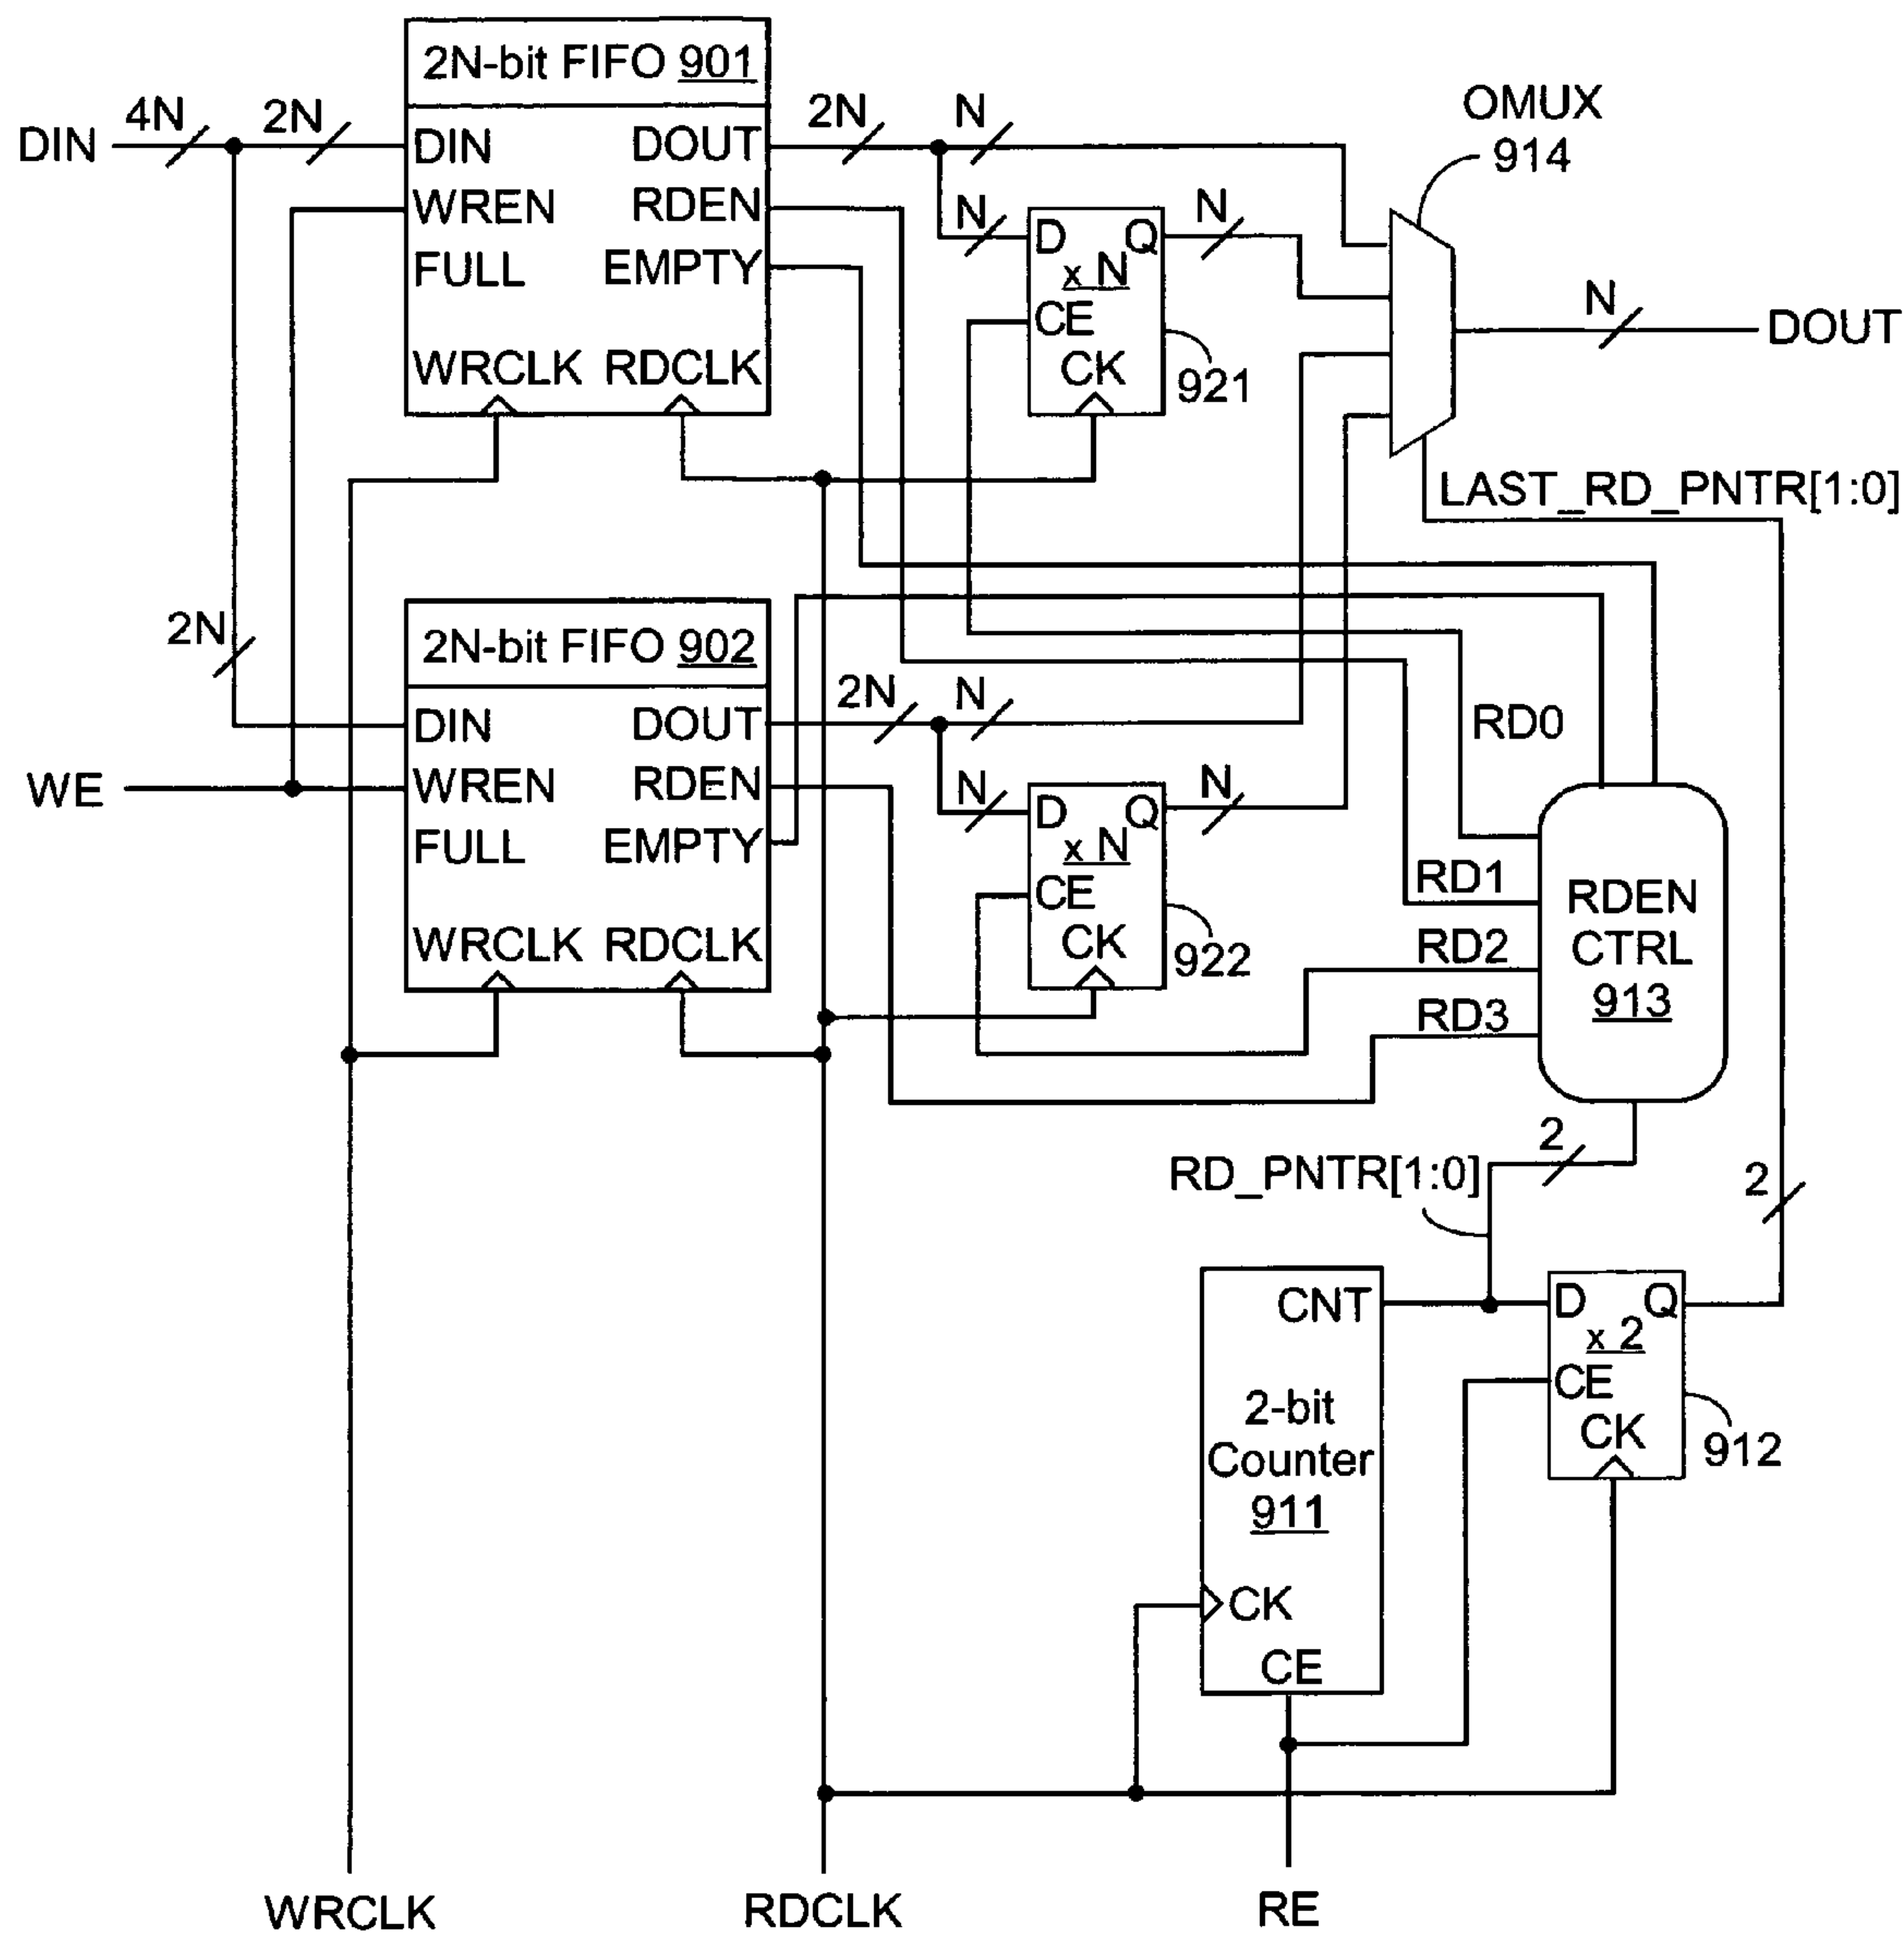 2N-bit FIFO 901
DIN
4N
2N
DIN
DOUT
2N
N
WREN
RDEN
FULL
EMPTY
WRCLK
RDCLK
N
D
Q
x N
CE
CK
921
N
OMUX
914
N
DOUT
LAST_RD_PNTR[1:0]
2N
2N-bit FIFO 902
DIN
DOUT
2N
N
WE
WREN
RDEN
FULL
EMPTY
WRCLK
RDCLK
N
D
Q
x N
CE
CK
922
N
RD0
RD1
RD2
RD3
RDEN
CTRL
913
2
RD_PNTR[1:0]
2
CNT
2-bit
Counter
911
CK
CE
D
Q
x 2
CE
CK
912
WRCLK
RDCLK
RE